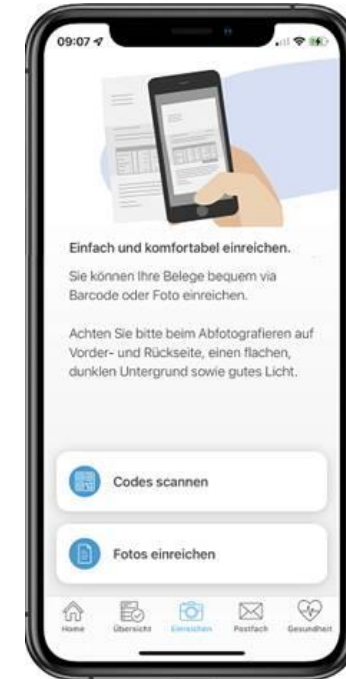 09:07
Einfach und komfortabel einreichen.
Sie können Ihre Belege bequem via
Barcode oder Foto einreichen.
Achten Sie bitte beim Abfotografieren auf
Vorder- und Rückseite, einen flachen,
dunklen Untergrund sowie gutes Licht.
Codes scannen
Fotos einreichen
Home Übersicht Einreichen Postfach Gesundheit